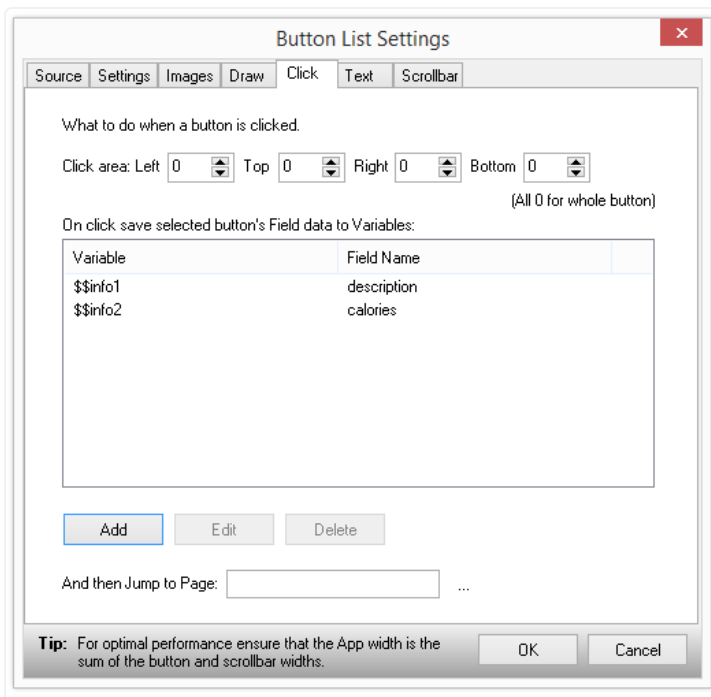 Button List Settings
Source Settings Images Draw Click Text Scrollbar
What to do when a button is clicked.
Click area: Left 0 Top 0 Right 0 Bottom 0
(All 0 for whole button)
On click save selected button's Field data to Variables:
Variable Field Name
$$info1 description
$$info2 calories
Add Edit Delete
And then Jump to Page: ...
Tip: For optimal performance ensure that the App width is the
sum of the button and scrollbar widths.
OK Cancel